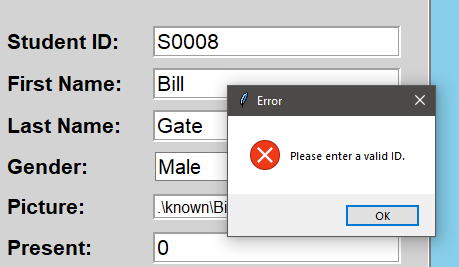 Student ID: S0008
First Name: Bill
Error
Last Name: Gate
Please enter a valid ID.
Gender: Male
Picture: .\known\Bi
OK
Present: 0